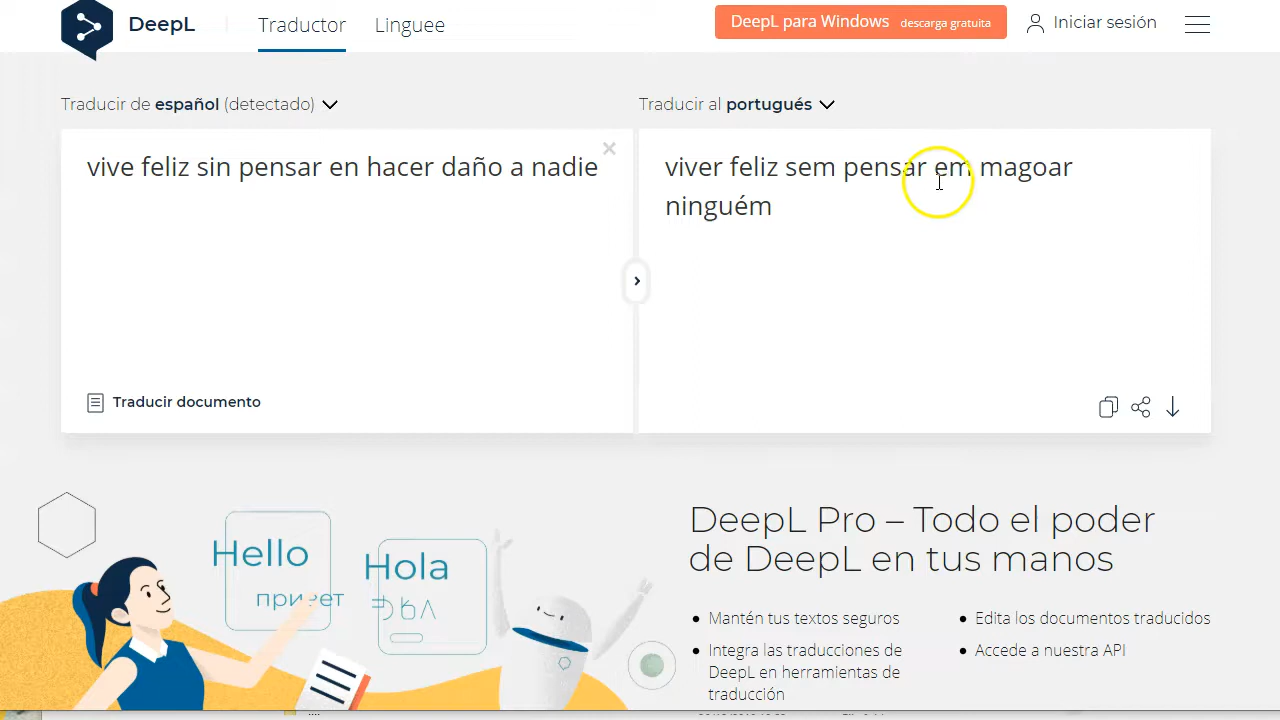 DeepL
Traductor
Linguee
DeepL para Windows descarga gratuita
Iniciar sesión
Traducir de español (detectado)
Traducir al portugués
vive feliz sin pensar en hacer daño a nadie
viver feliz sem pensar em magoar
ninguém
Traducir documento
DeepL Pro – Todo el poder
de DeepL en tus manos
Hello
Hola
Mantén tus textos seguros
Edita los documentos traducidos
Integra las traducciones de
DeepL en herramientas de
traducción
Accede a nuestra API